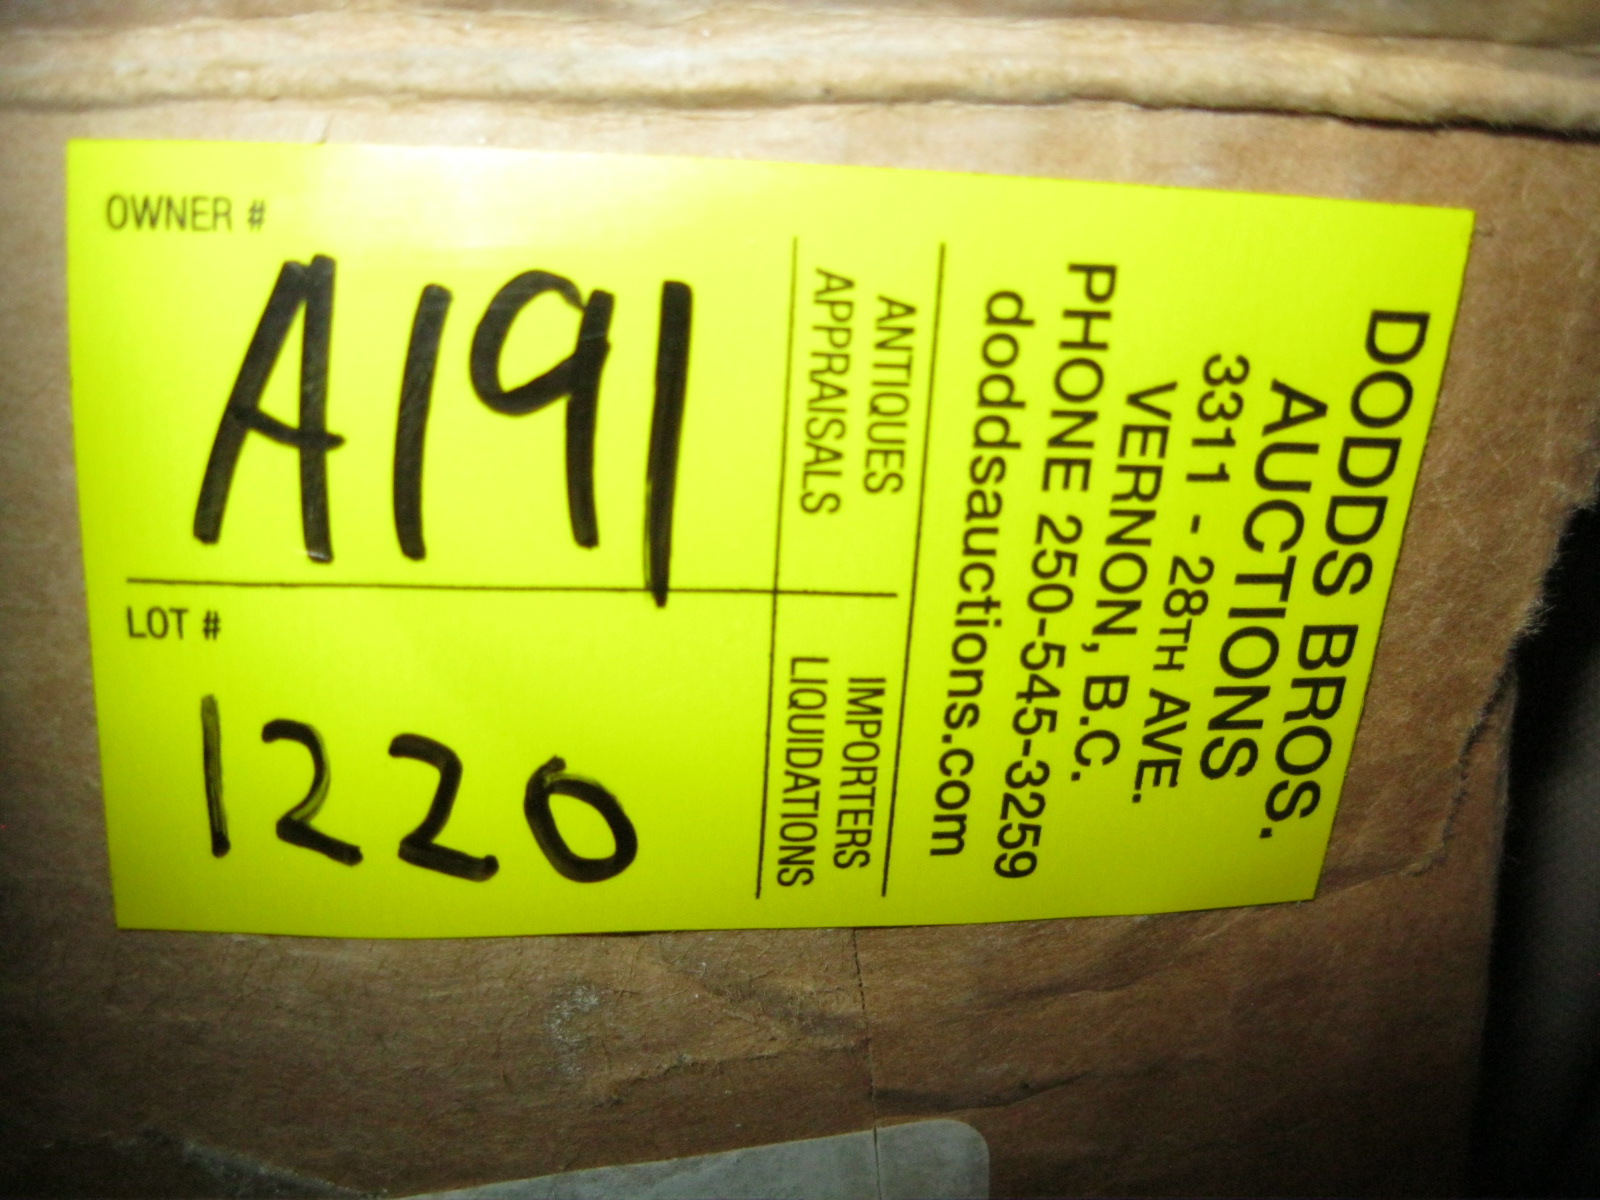 OWNER #
A191
LOT #
1220
DODDS BROS.
AUCTIONS
3311 - 28TH AVE.
VERNON, B.C.
PHONE 250-545-3259
doddsauctions.com
ANTIQUES
APPRAISALS
IMPORTERS
LIQUIDATIONS